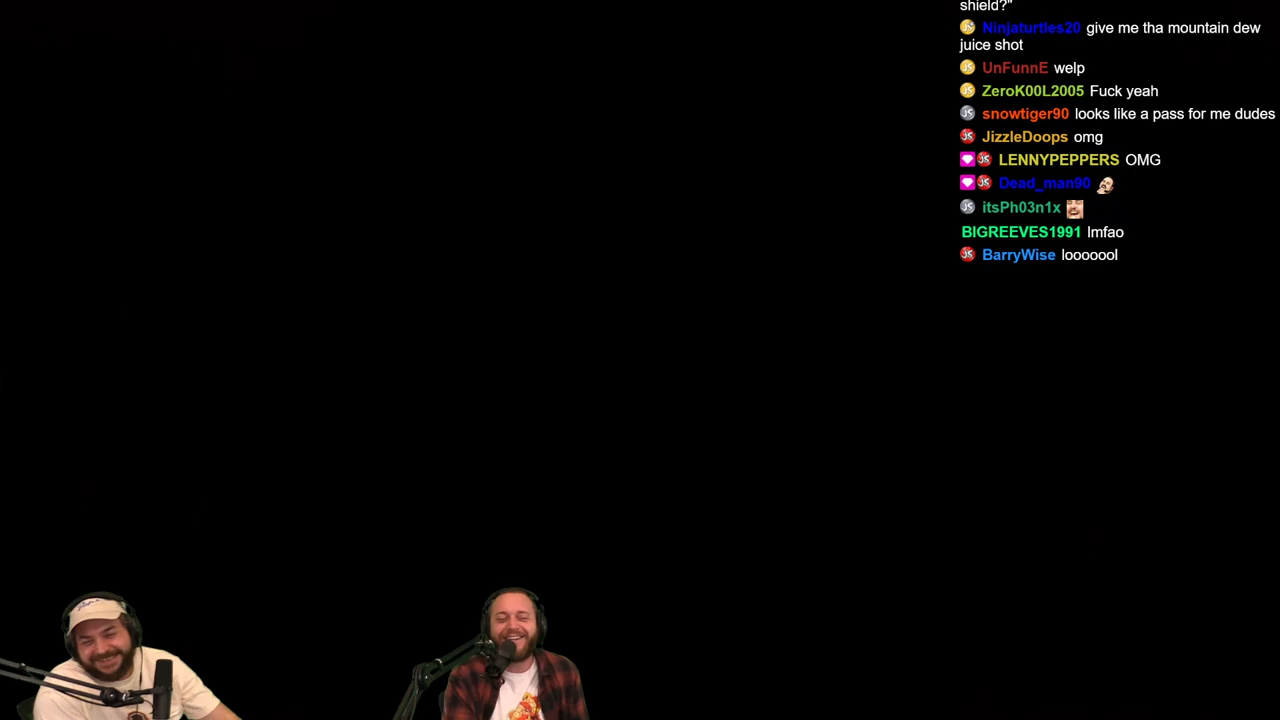 shield?"
Ninjaturtles20 give me tha mountain dew
juice shot
UnFunnE welp
ZeroK00L2005 Fuck yeah
snowtiger90 looks like a pass for me dudes
JizzleDoops omg
LENNYPEPPERS OMG
Dead_man90
itsPh03n1x
BIGREEVES1991 lmfao
BarryWise looooool